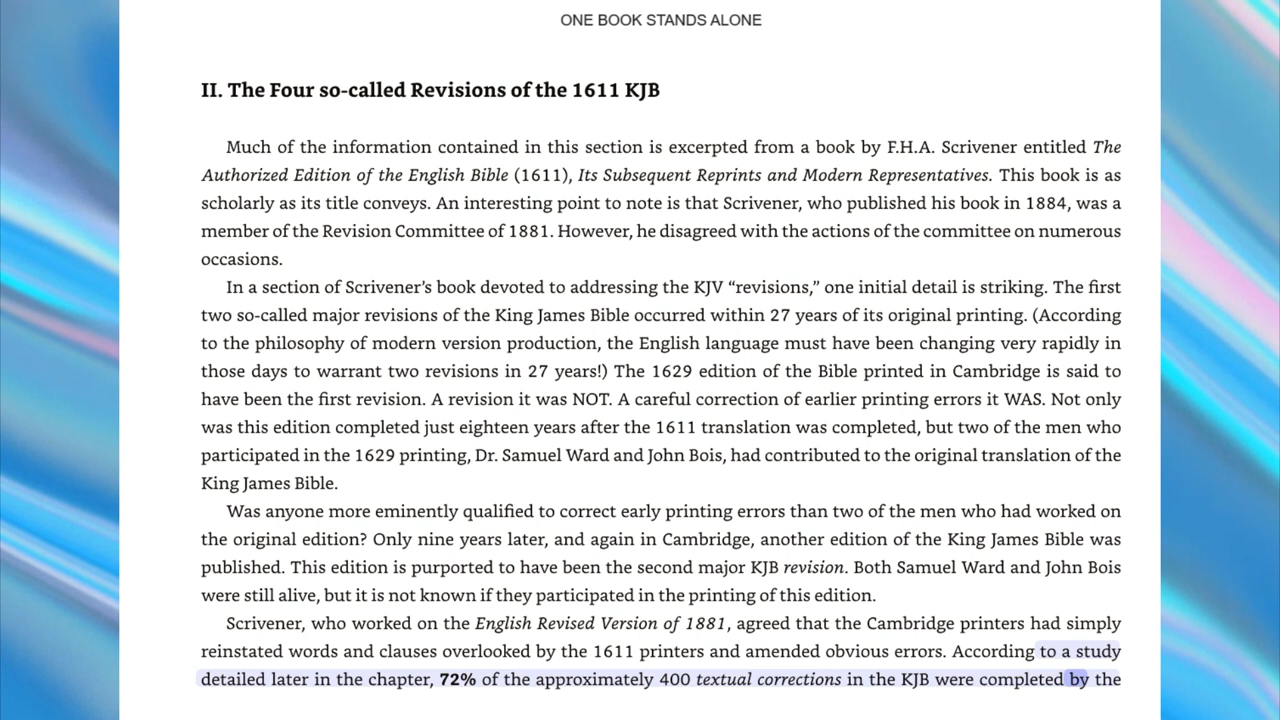 ONE BOOK STANDS ALONE
II. The Four so-called Revisions of the 1611 KJB
Much of the information contained in this section is excerpted from a book by F.H.A. Scrivener entitled The
Authorized Edition of the English Bible (1611), Its Subsequent Reprints and Modern Representatives. This book is as
scholarly as its title conveys. An interesting point to note is that Scrivener, who published his book in 1884, was a
member of the Revision Committee of 1881. However, he disagreed with the actions of the committee on numerous
occasions.
In a section of Scrivener’s book devoted to addressing the KJV “revisions,” one initial detail is striking. The first
two so-called major revisions of the King James Bible occurred within 27 years of its original printing. (According
to the philosophy of modern version production, the English language must have been changing very rapidly in
those days to warrant two revisions in 27 years!) The 1629 edition of the Bible printed in Cambridge is said to
have been the first revision. A revision it was NOT. A careful correction of earlier printing errors it WAS. Not only
was this edition completed just eighteen years after the 1611 translation was completed, but two of the men who
participated in the 1629 printing, Dr. Samuel Ward and John Bois, had contributed to the original translation of the
King James Bible.
Was anyone more eminently qualified to correct early printing errors than two of the men who had worked on
the original edition? Only nine years later, and again in Cambridge, another edition of the King James Bible was
published. This edition is purported to have been the second major KJB revision. Both Samuel Ward and John Bois
were still alive, but it is not known if they participated in the printing of this edition.
Scrivener, who worked on the English Revised Version of 1881, agreed that the Cambridge printers had simply
reinstated words and clauses overlooked by the 1611 printers and amended obvious errors. According to a study
detailed later in the chapter, 72% of the approximately 400 textual corrections in the KJB were completed by the